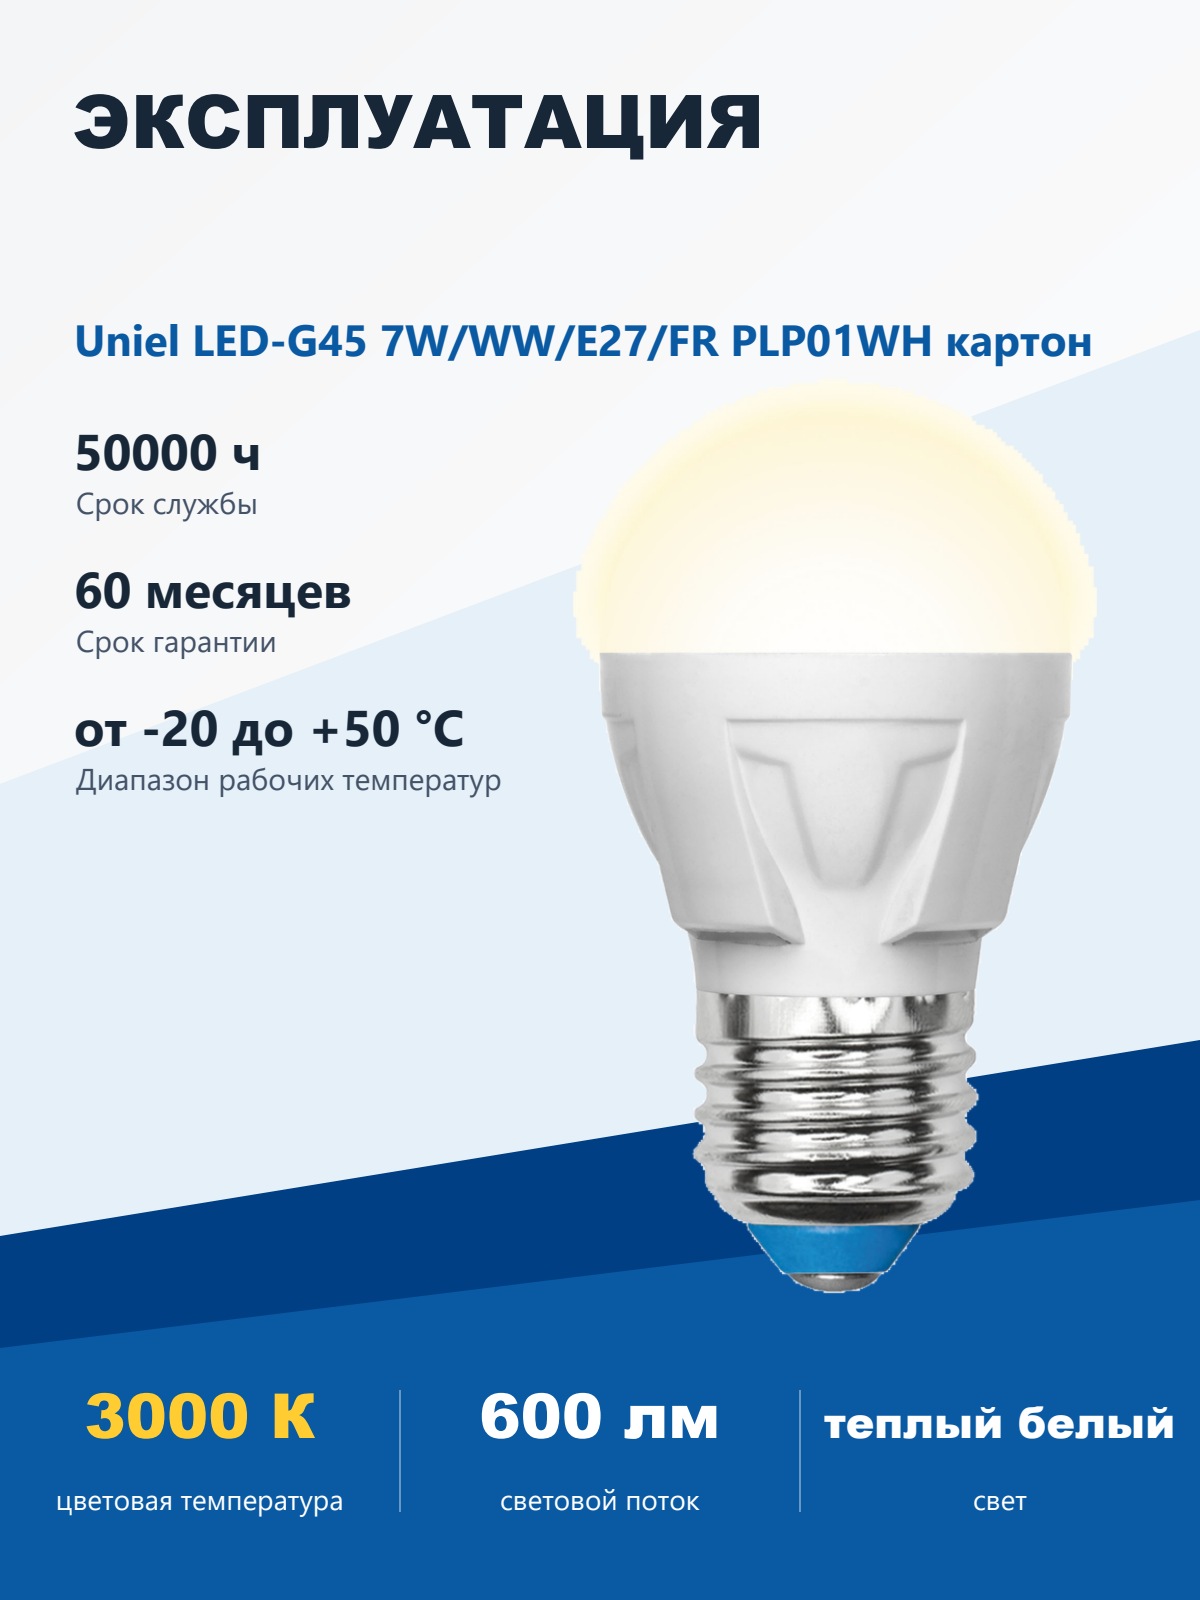 ЭКСПЛУАТАЦИЯ
Uniel LED-G45 7W/WW/E27/FR PLP01WH картон
50000 ч
Срок службы
60 месяцев
Срок гарантии
от -20 до +50 °C
Диапазон рабочих температур
3000 К
цветовая температура
600 лм
световой поток
теплый белый
свет